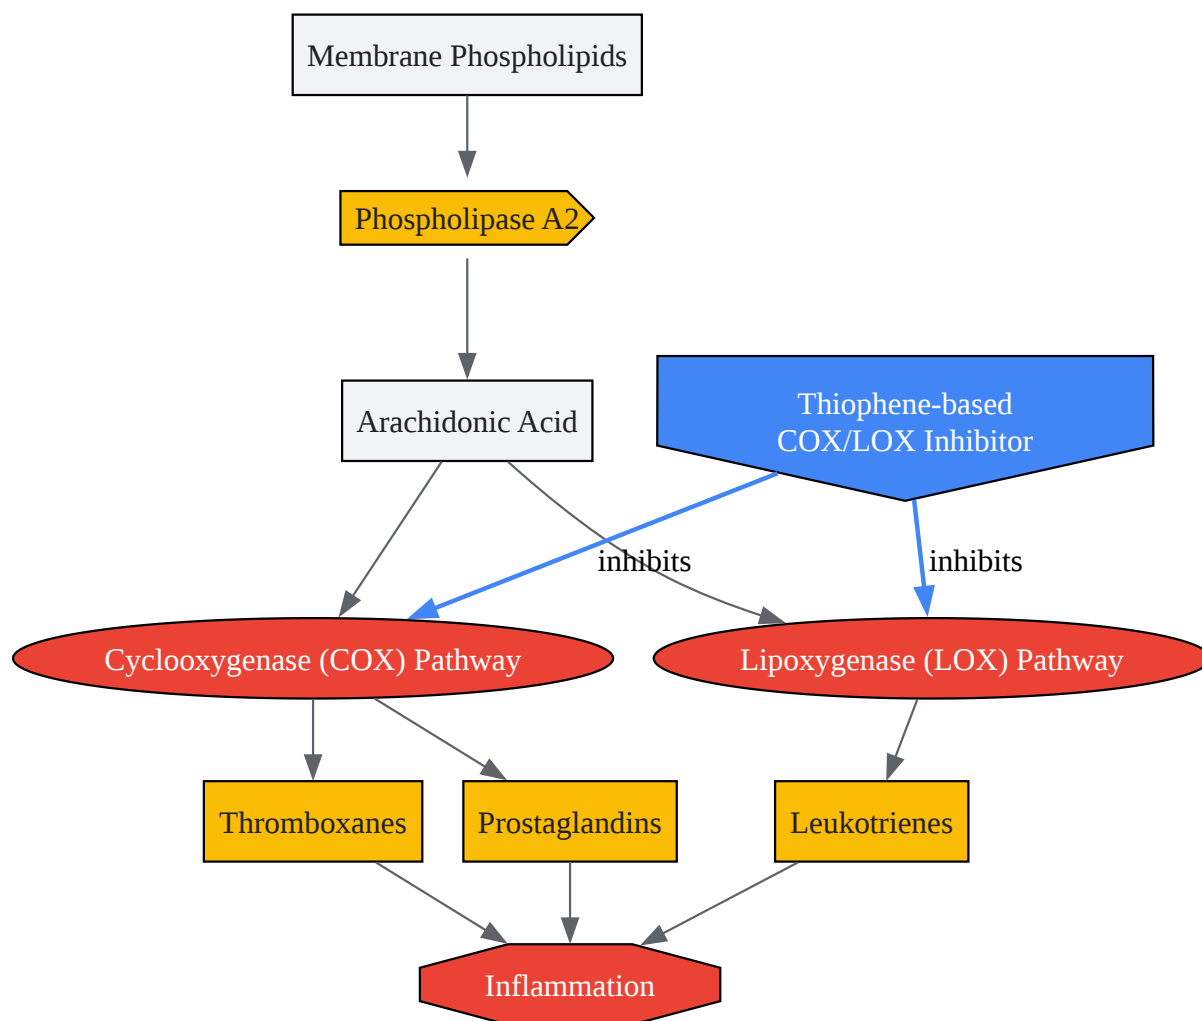 Membrane Phospholipids
Phospholipase A2
Arachidonic Acid
Thiophene-based
COX/LOX Inhibitor
inhibits
inhibits
Cyclooxygenase (COX) Pathway
Lipoxygenase (LOX) Pathway
Thromboxanes
Prostaglandins
Leukotrienes
Inflammation